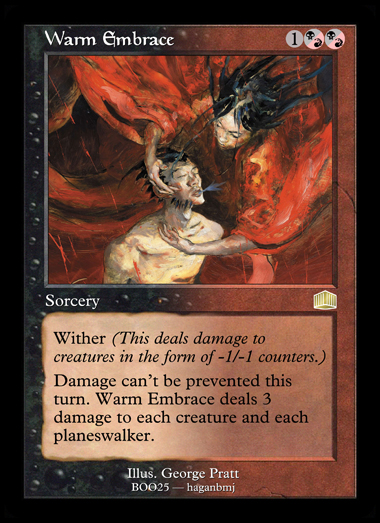 Warm Embrace 1
Sorcery
Wither (This deals damage to
creatures in the form of -1/-1 counters.)
Damage can't be prevented this
turn. Warm Embrace deals 3
damage to each creature and each
planeswalker.
Illus. George Pratt
BOO25 — haganbmj